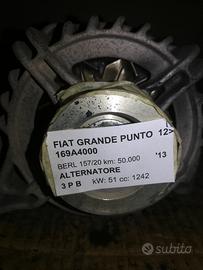 FIAT GRANDE PUNTO 12>
169A4000
BERL 157/20 km: 50.000 '13
ALTERNATORE
3 P B kW: 51 cc: 1242
subito